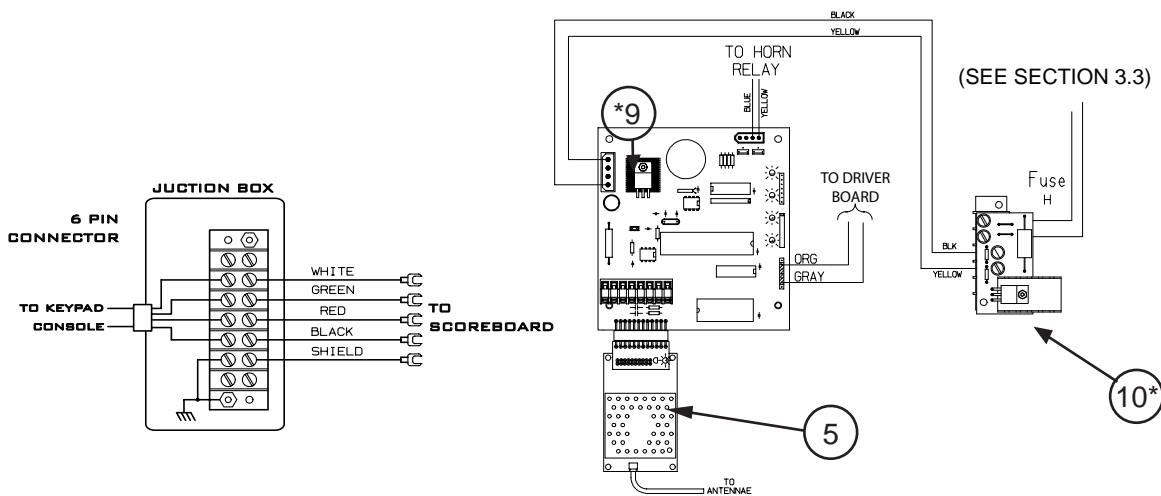 BLACK
YELLOW
TO HORN
RELAY
(SEE SECTION 3.3)
BLUE
YELLOW
*9
Fuse
H
JUCTION BOX
TO DRIVER
BOARD
6 PIN
CONNECTOR
BLK
ORG
YELLOW
WHITE
GRAY
GREEN
TO KEYPAD
CONSOLE
RED
TO
SCOREBOARD
BLACK
SHIELD
10*
5
TO
ANTENNAE